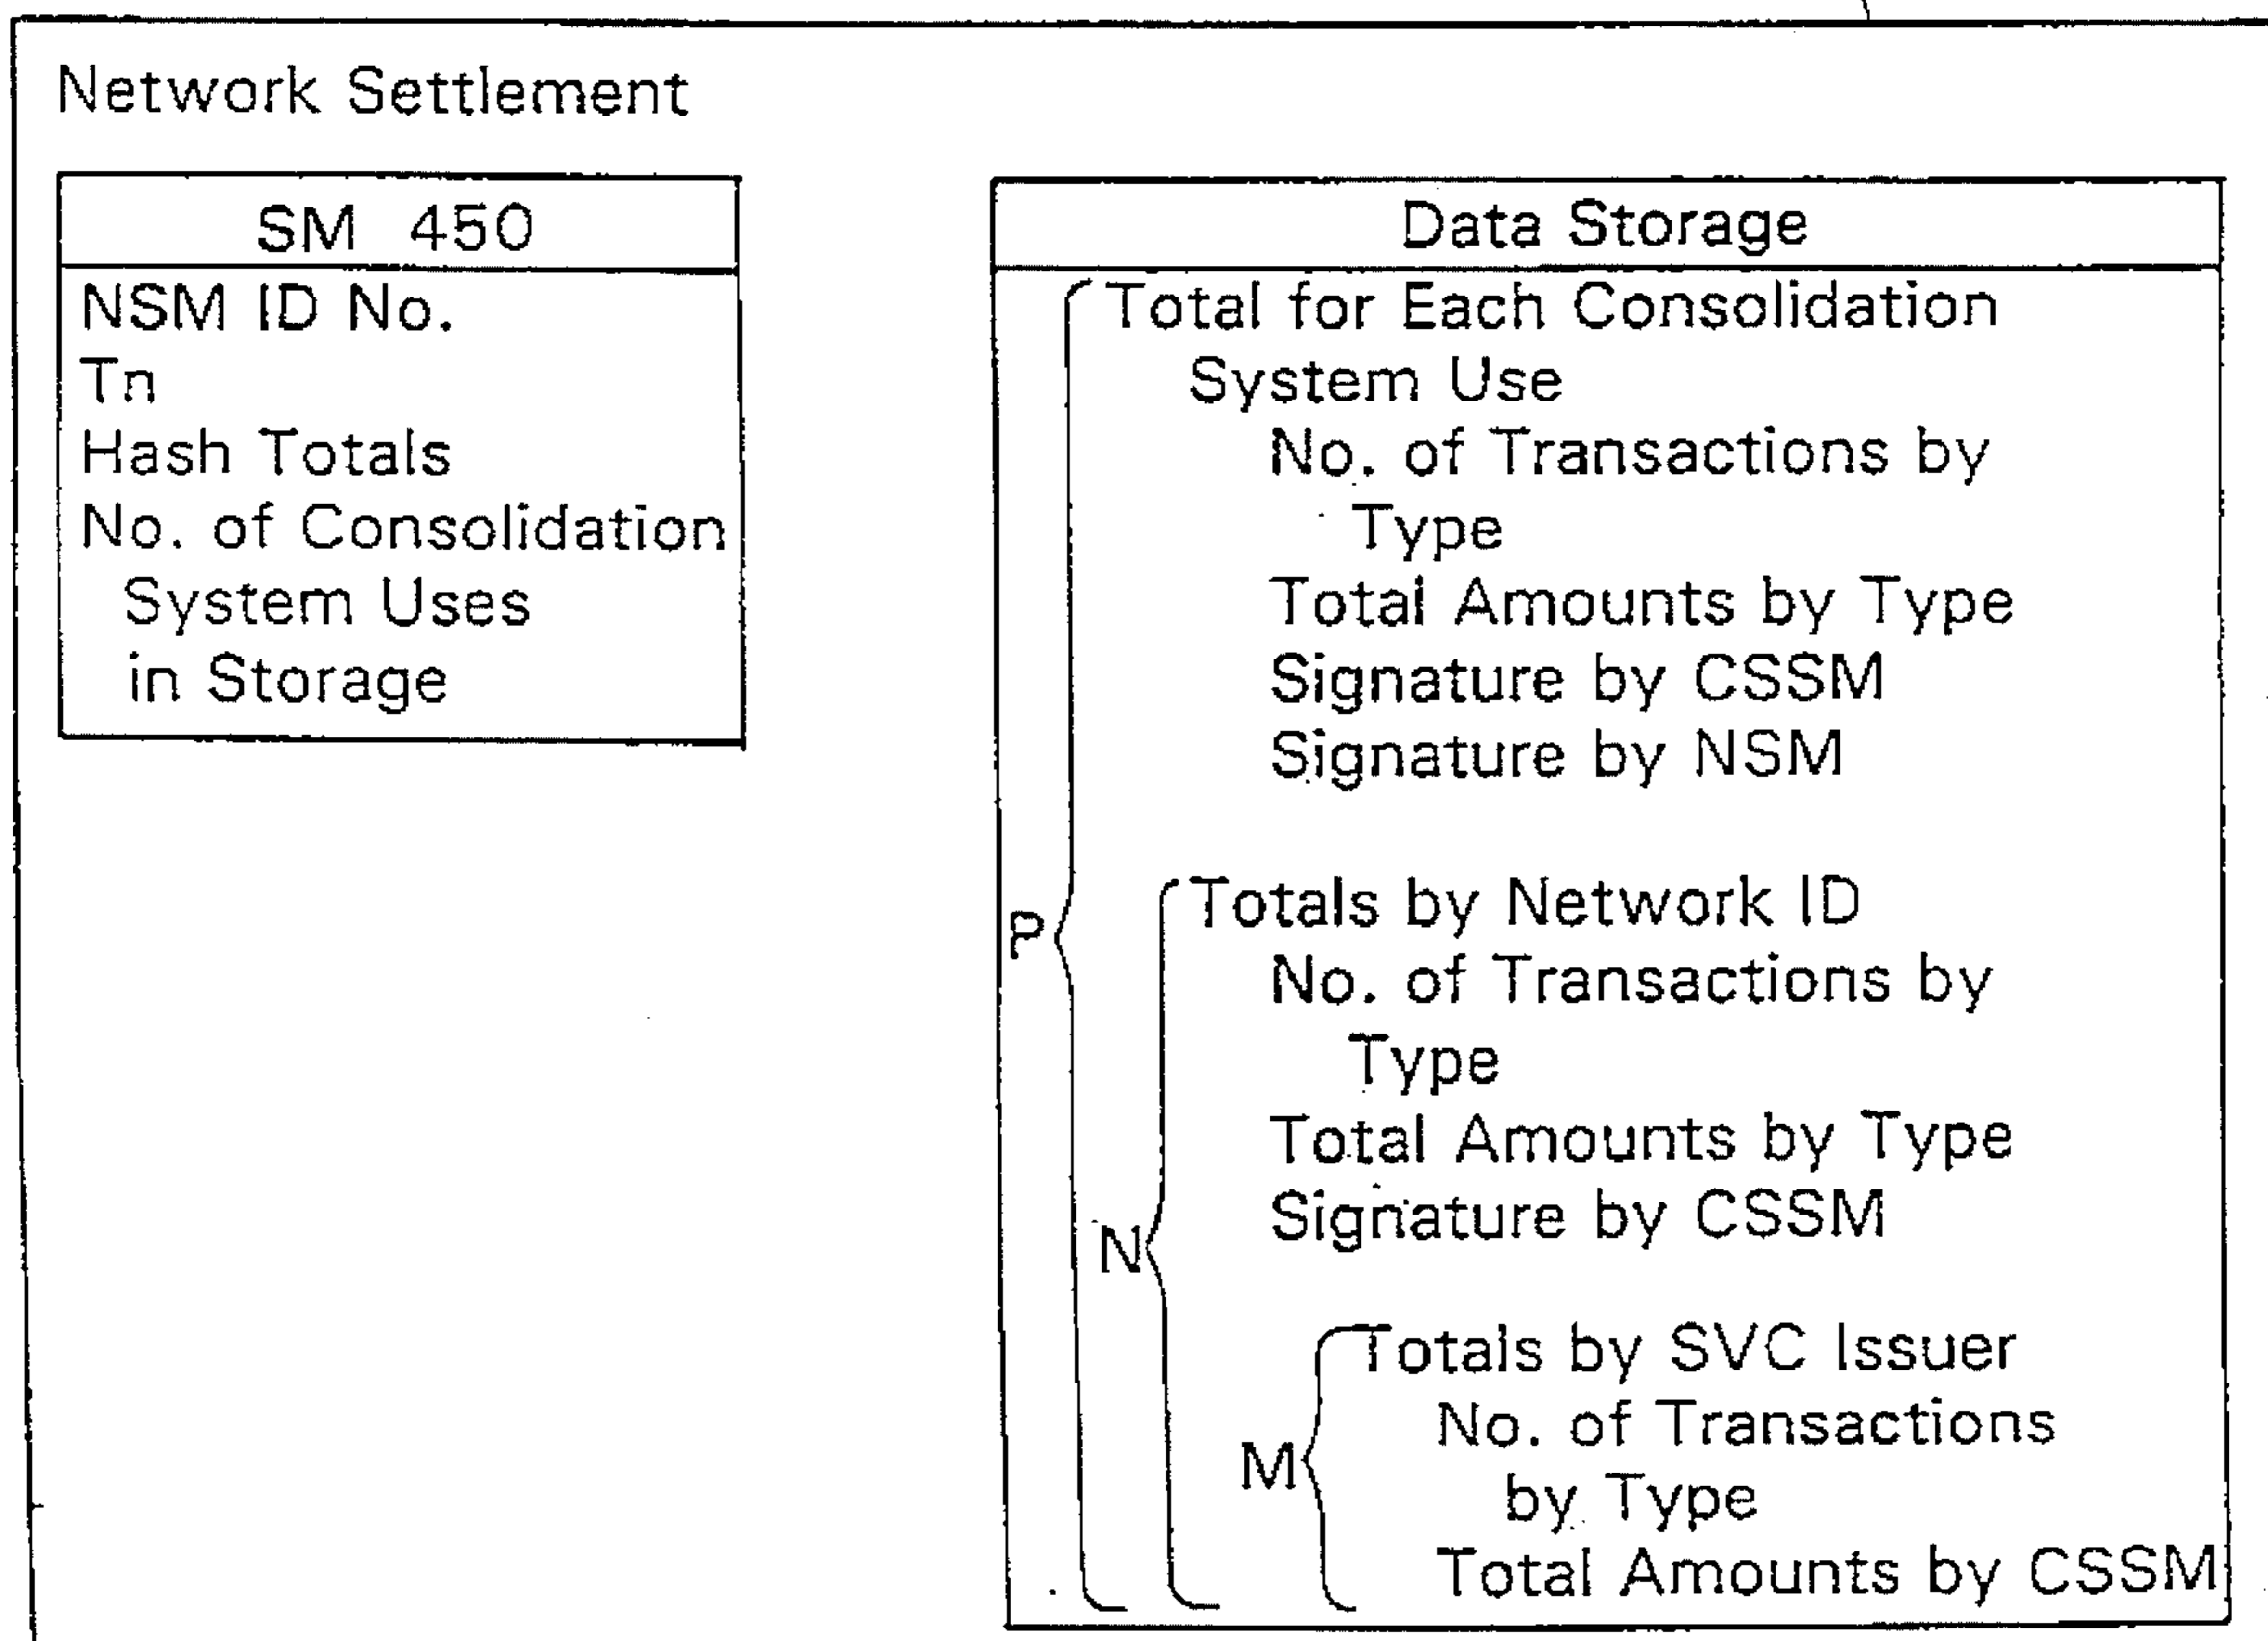 Network Settlement
SM 450
NSM ID No.
Tn
Hash Totals
No. of Consolidation
System Uses
in Storage
Data Storage
Total for Each Consolidation
System Use
No. of Transactions by
Type
Total Amounts by Type
Signature by CSSM
Signature by NSM
P
Totals by Network ID
No. of Transactions by
Type
Total Amounts by Type
Signature by CSSM
N
Totals by SVC Issuer
No. of Transactions
M
by Type
Total Amounts by CSSM